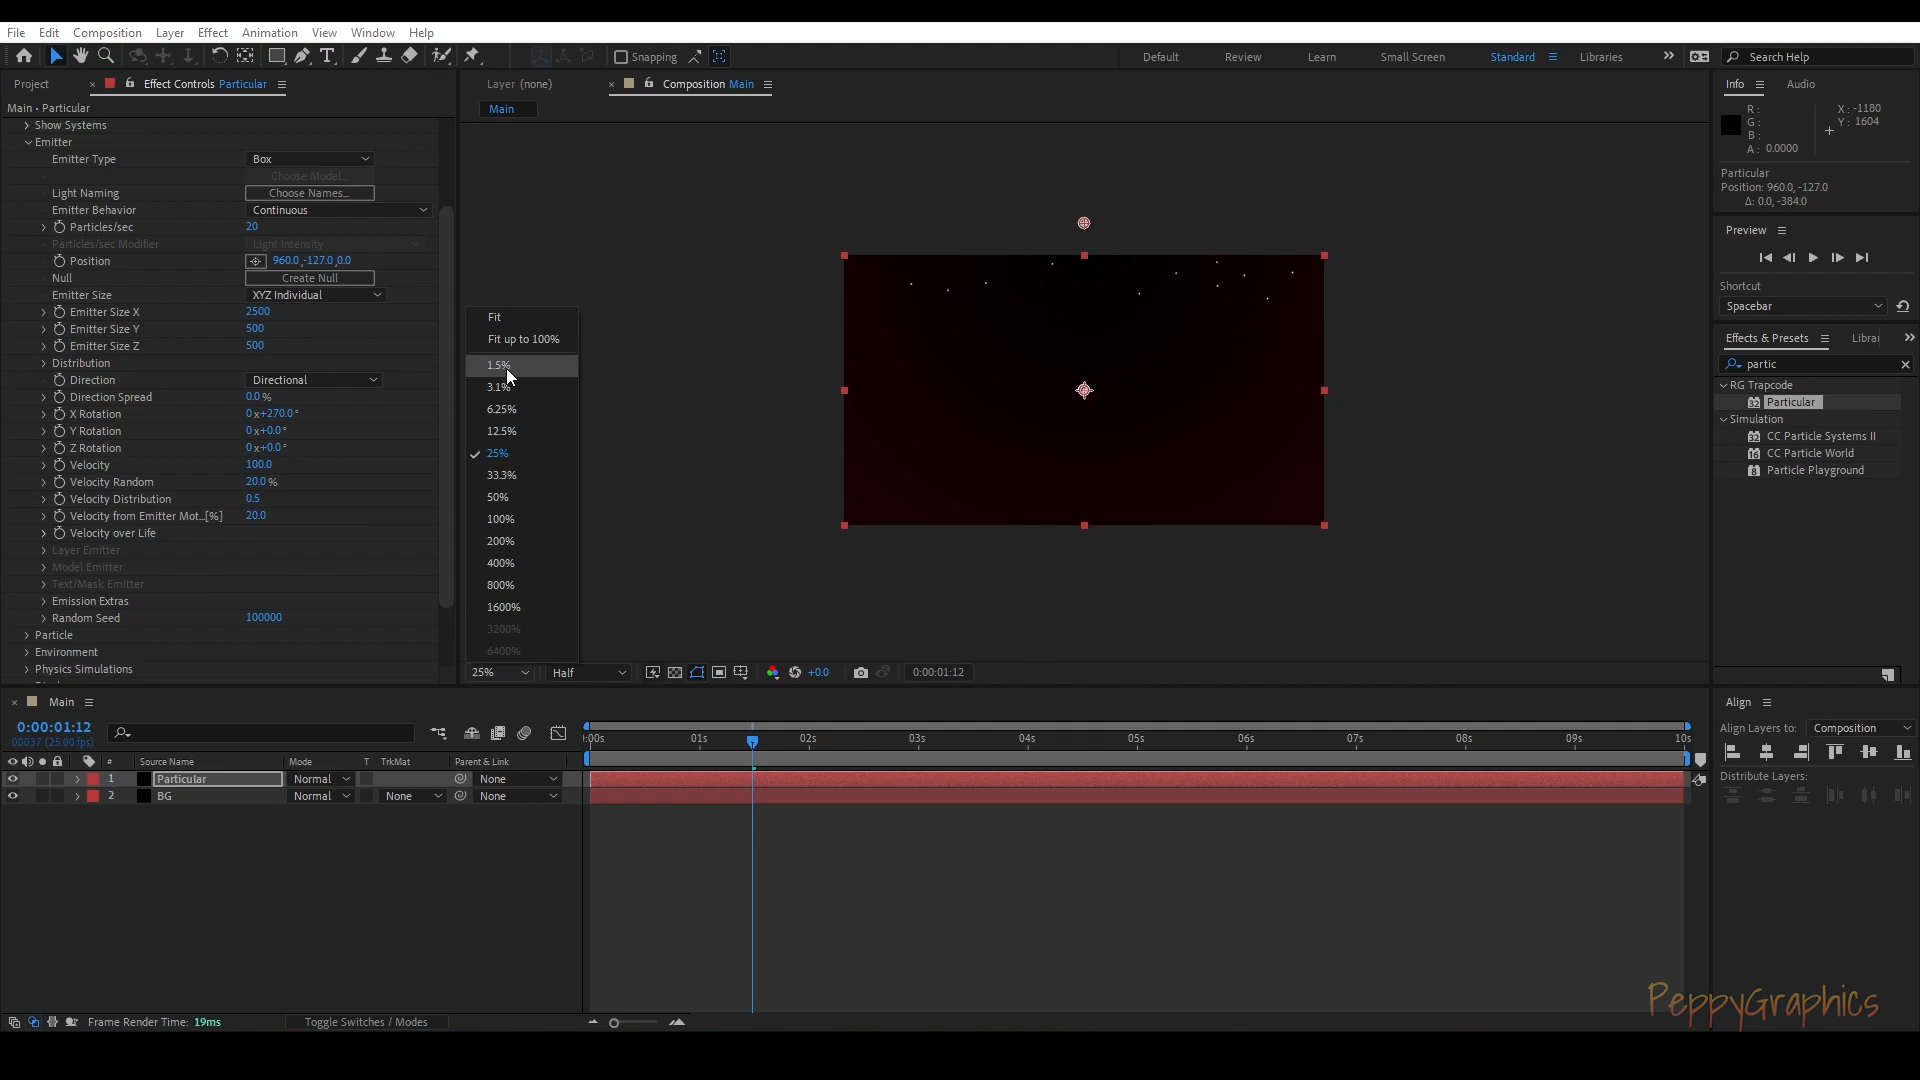 File Edit Composition Layer Effect Animation View Window Help
Snapping Default Review Learn Small Screen Standard Libraries Search Help
Project Effect Controls Particular
Main • Particular
Show Systems
Emitter
Emitter Type Box
Choose Model...
Light Naming Choose Names...
Emitter Behavior Continuous
Particles/sec 20
Particles/sec Modifier Light Intensity
Position 960.0,-127.0,0.0
Null Create Null
Emitter Size XYZ Individual
Emitter Size X 2500
Emitter Size Y 500
Emitter Size Z 500
Distribution
Direction Directional
Direction Spread 0.0%
X Rotation 0x+270.0°
Y Rotation 0x+0.0°
Z Rotation 0x+0.0°
Velocity 100.0
Velocity Random 20.0%
Velocity Distribution 0.5
Velocity from Emitter Mot...[%] 20.0
Velocity over Life
Layer Emitter
Model Emitter
Text/Mask Emitter
Emission Extras
Random Seed 100000
Particle
Environment
Physics Simulations
Layer (none) Composition Main
Main
Fit
Fit up to 100%
1.5%
3.1%
6.25%
12.5%
25%
33.3%
50%
100%
200%
400%
800%
1600%
3200%
6400%
25% Half +0.0 0:00:01:12
Info Audio
R: X: -1180
G: Y: 1604
B:
A: 0.0000
Particular
Position: 960.0, -127.0
Δ: 0.0, -384.0
Preview
Shortcut
Spacebar
Effects & Presets Librar
partic
RG Trapcode
32 Particular
Simulation
32 CC Particle Systems II
16 CC Particle World
8 Particle Playground
Main
0:00:01:12
00037 (25.00 fps)
:00s 01s 02s 03s 04s 05s 06s 07s 08s 09s 10s
# Source Name Mode T TrkMat Parent & Link
1 Particular Normal None
2 BG Normal None None
Frame Render Time: 19ms Toggle Switches / Modes
Align
Align Layers to: Composition
Distribute Layers:
PeppyGraphics